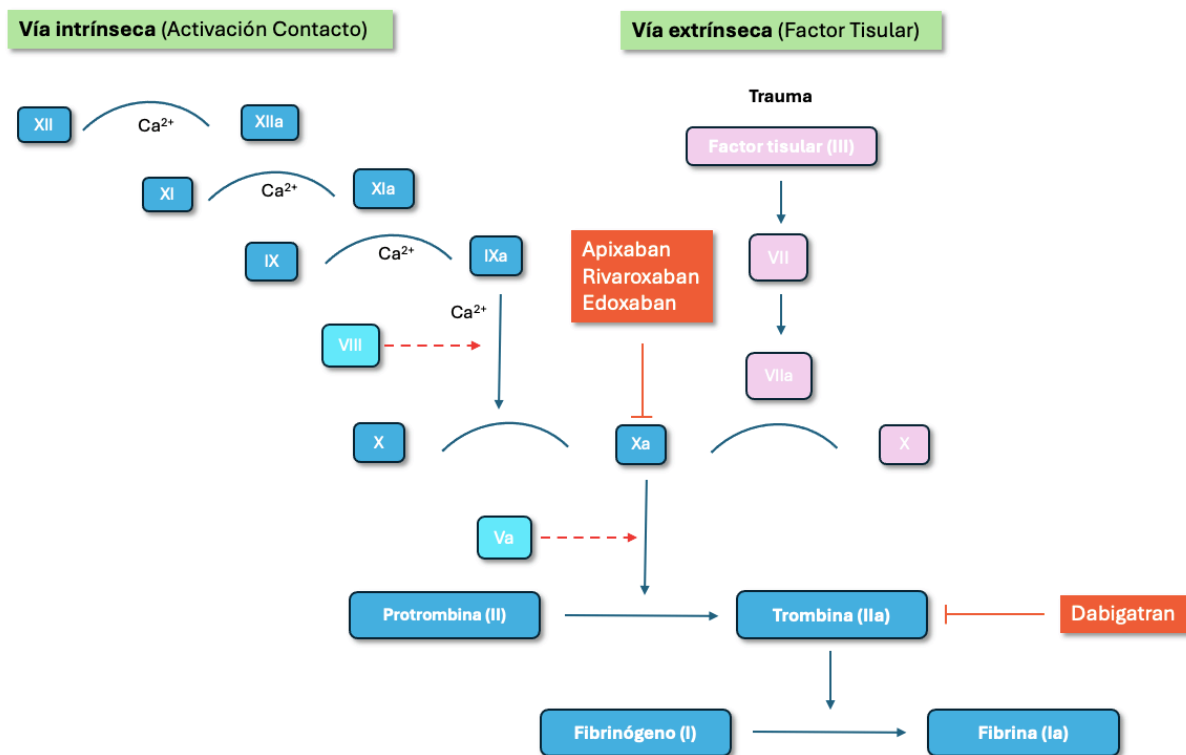 Vía intrínseca (Activación Contacto)
Vía extrínseca (Factor Tisular)
Trauma
XII
Ca²⁺
XIIa
Factor tisular (III)
XI
Ca²⁺
XIa
IX
Ca²⁺
IXa
Apixaban
Rivaroxaban
Edoxaban
VII
Ca²⁺
VIII
VIIa
X
Xa
X
Va
Protrombina (II)
Trombina (IIa)
Dabigatran
Fibrinógeno (I)
Fibrina (Ia)